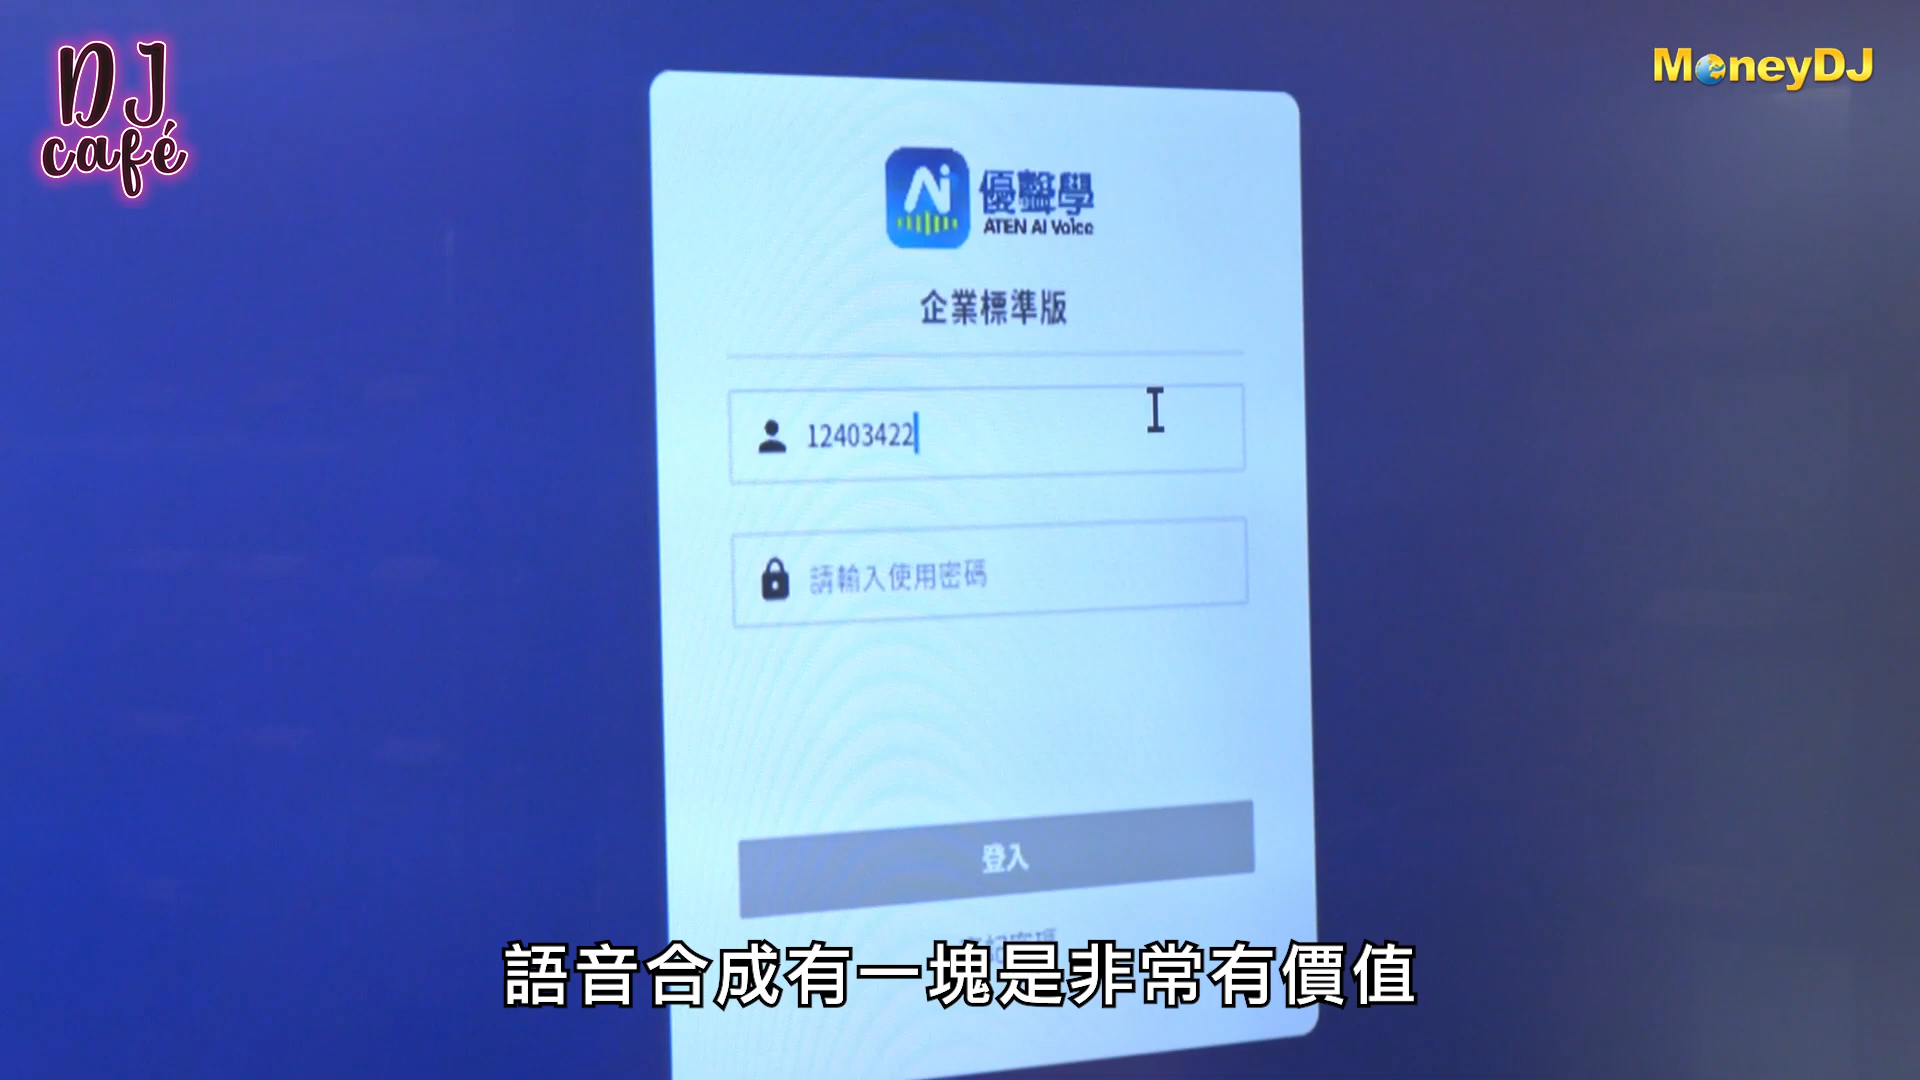 DJ
café
MoneyDJ
Ai
優聲學
ATEN AI Voice
企業標準版
12403422
請輸入使用密碼
登入
語音合成有一塊是非常有價值